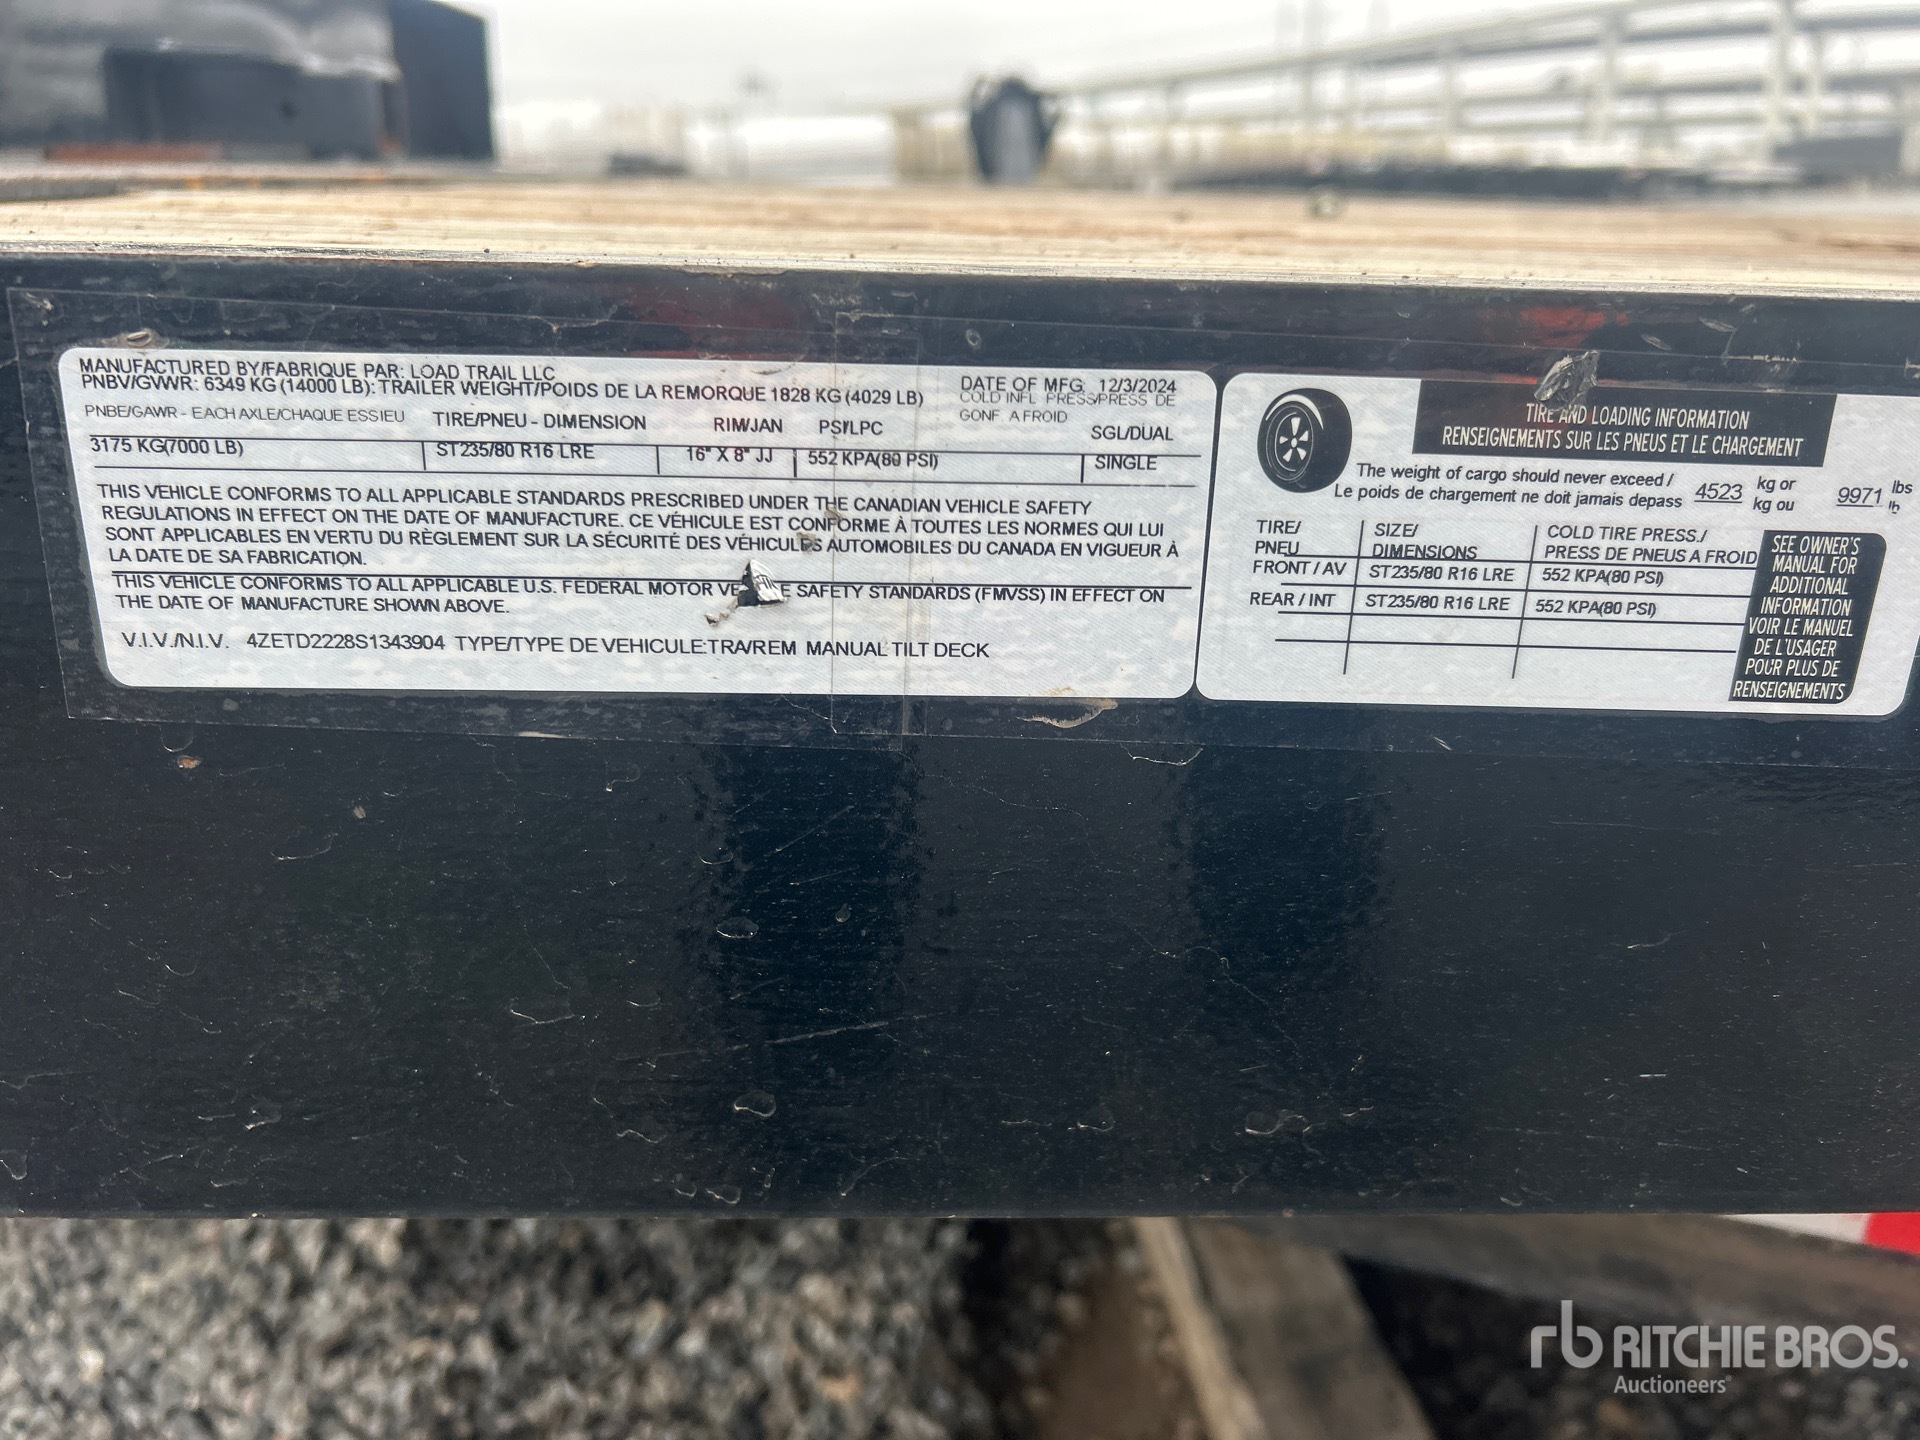 MANUFACTURED BY/FABRIQUE PAR: LOAD TRAIL LLC
PNBV/GVWR: 6349 KG (14000 LB): TRAILER WEIGHT/POIDS DE LA REMORQUE 1828 KG (4029 LB)
DATE OF MFG: 12/3/2024
PNBE/GAWR - EACH AXLE/CHAQUE ESSIEU TIRE/PNEU - DIMENSION RIM/JAN PSI/LPC
COLD INFL PRESS/PRESS DE
GONF. A FROID
SGL/DUAL
3175 KG(7000 LB) ST235/80 R16 LRE 16" X 8" JJ 552 KPA(80 PSI) SINGLE
THIS VEHICLE CONFORMS TO ALL APPLICABLE STANDARDS PRESCRIBED UNDER THE CANADIAN VEHICLE SAFETY
REGULATIONS IN EFFECT ON THE DATE OF MANUFACTURE. CE VÉHICULE EST CONFORME À TOUTES LES NORMES QUI LUI
SONT APPLICABLES EN VERTU DU RÈGLEMENT SUR LA SÉCURITÉ DES VÉHICULES AUTOMOBILES DU CANADA EN VIGUEUR À
LA DATE DE SA FABRICATION.
THIS VEHICLE CONFORMS TO ALL APPLICABLE U.S. FEDERAL MOTOR SAFETY STANDARDS (FMVSS) IN EFFECT ON
THE DATE OF MANUFACTURE SHOWN ABOVE.
V.I.V./N.I.V. 4ZETD2228S1343904 TYPE/TYPE DE VEHICULE:TRA/REM MANUAL TILT DECK
TIRE AND LOADING INFORMATION
RENSEIGNEMENTS SUR LES PNEUS ET LE CHARGEMENT
The weight of cargo should never exceed / kg or lbs
Le poids de chargement ne doit jamais depass 4523 kg ou 9971 lb
TIRE/ SIZE/ COLD TIRE PRESS./
PNEU DIMENSIONS PRESS DE PNEUS A FROID
FRONT / AV ST235/80 R16 LRE 552 KPA(80 PSI)
REAR / INT ST235/80 R16 LRE 552 KPA(80 PSI)
SEE OWNER'S
MANUAL FOR
ADDITIONAL
INFORMATION
VOIR LE MANUEL
DE L'USAGER
POUR PLUS DE
RENSEIGNEMENTS
rb RITCHIE BROS.
Auctioneers